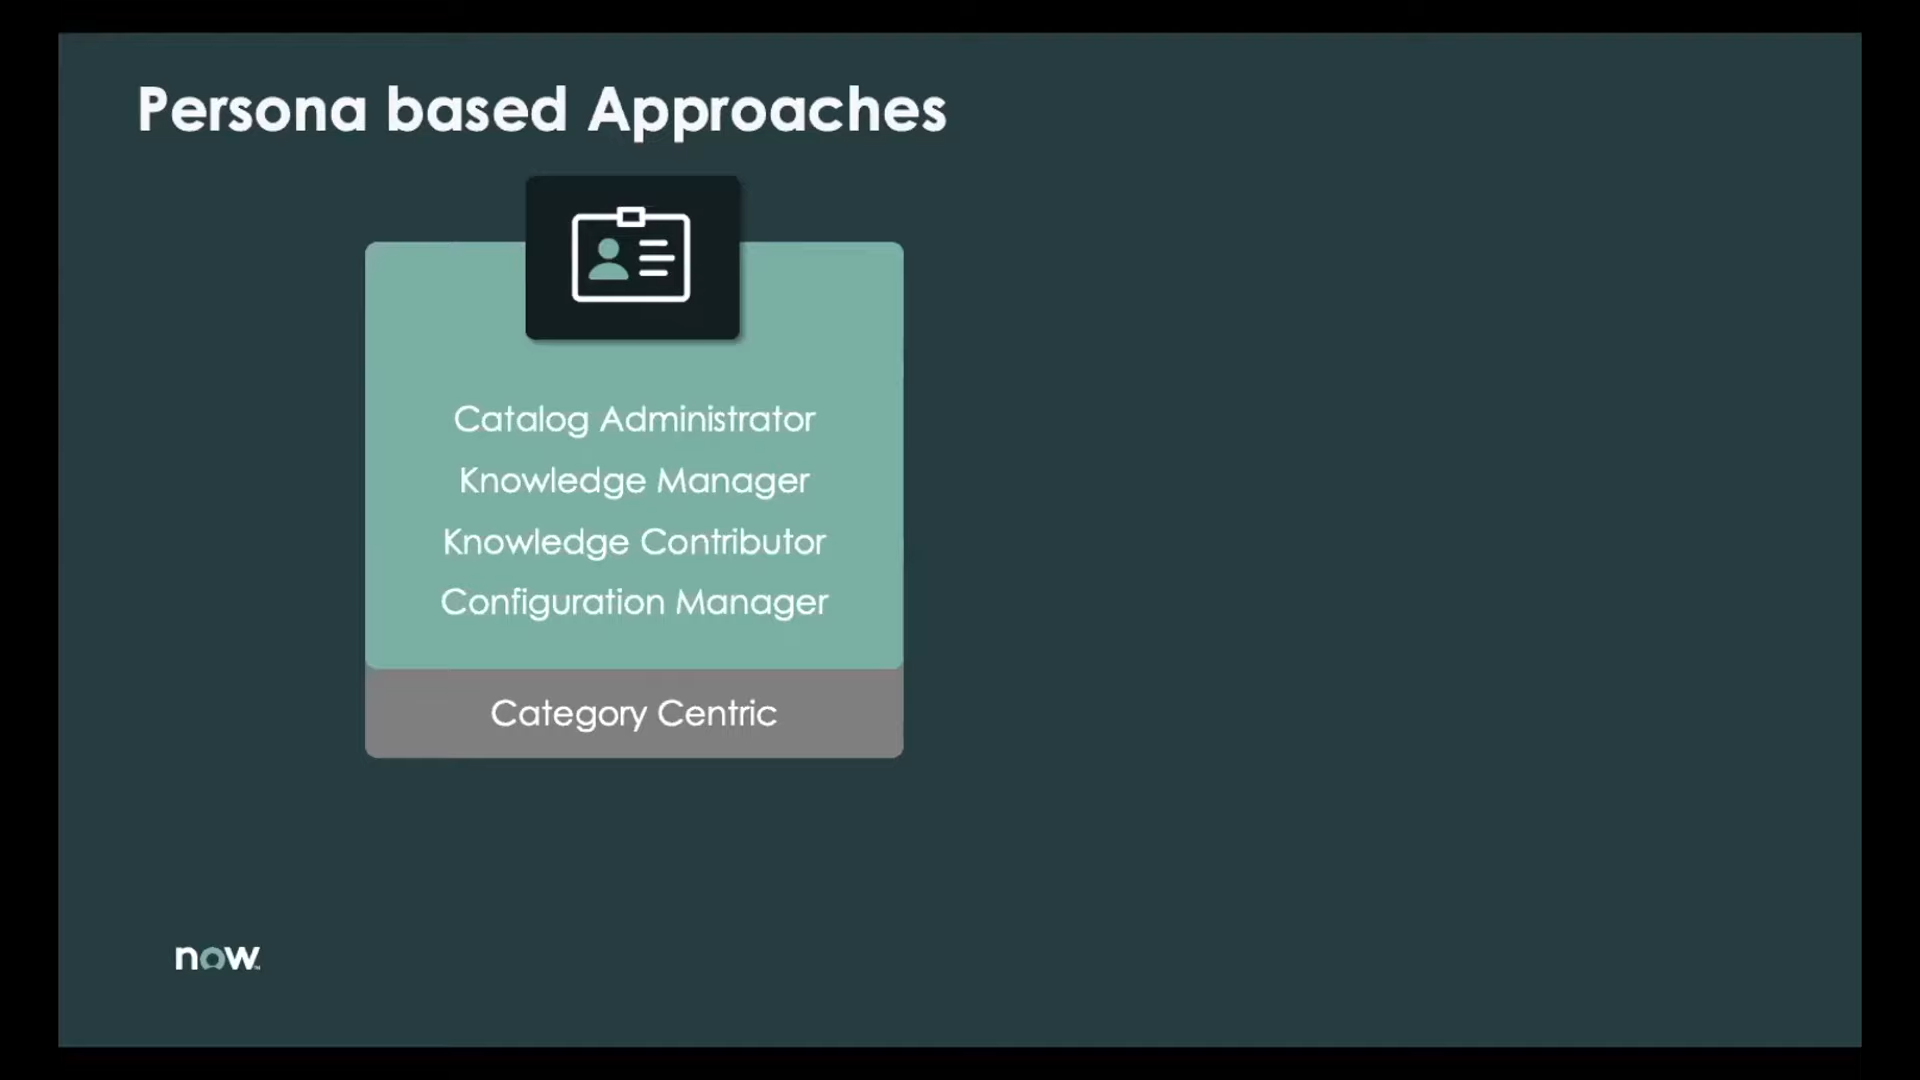 Persona based Approaches
Catalog Administrator
Knowledge Manager
Knowledge Contributor
Configuration Manager
Category Centric
now